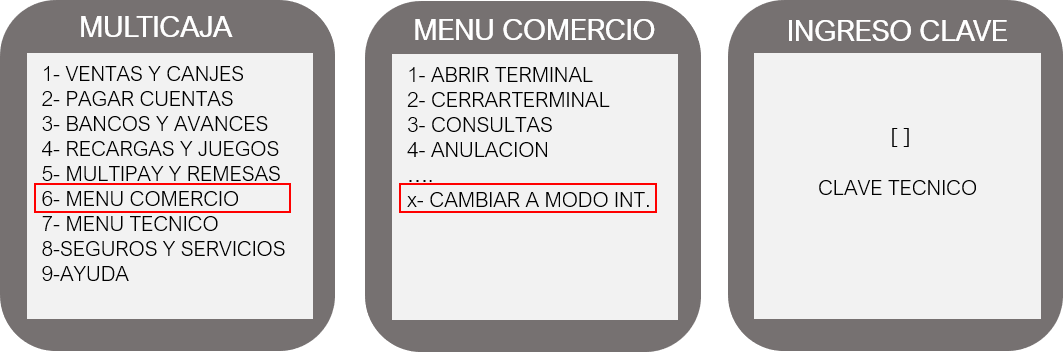 MULTICAJA
1- VENTAS Y CANJES
2- PAGAR CUENTAS
3- BANCOS Y AVANCES
4- RECARGAS Y JUEGOS
5- MULTIPAY Y REMESAS
6- MENU COMERCIO
7- MENU TECNICO
8-SEGUROS Y SERVICIOS
9-AYUDA
MENU COMERCIO
1- ABRIR TERMINAL
2- CERRARTERMINAL
3- CONSULTAS
4- ANULACION
....
x- CAMBIAR A MODO INT.
INGRESO CLAVE
[ ]
CLAVE TECNICO